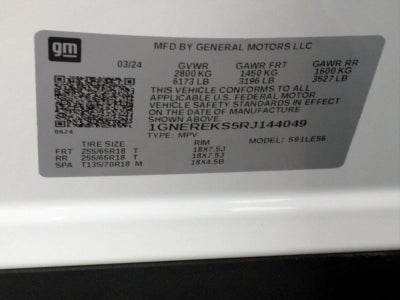 gm
MFD BY GENERAL MOTORS LLC
03/24 GVWR GAWR FRT GAWR RR
2800 KG 1450 KG 1600 KG
6173 LB 3196 LB 3527 LB
THIS VEHICLE CONFORMS TO ALL
APPLICABLE U.S. FEDERAL MOTOR
VEHICLE SAFETY STANDARDS IN EFFECT ON
THE DATE OF MANUFACTURE SHOWN ABOVE.
1GNEREKS5RJ144049
0624 TYPE: MPV MODEL: 591LE56
TIRE SIZE RIM
FRT 255/65R18 T 18X7.5J
RR 255/65R18 T 18X7.5J
SPA T135/70R18 M 18X4.5B